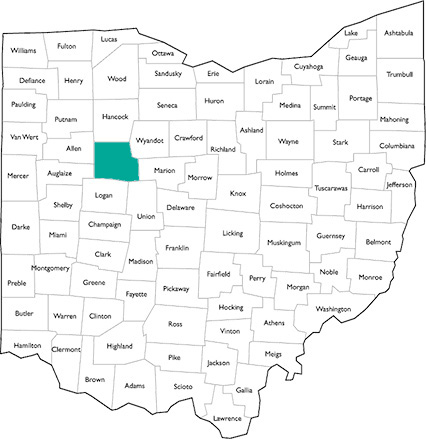 Williams
Fulton
Lucas
Ottawa
Lake
Ashtabula
Geauga
Cuyahoga
Defiance
Henry
Wood
Sandusky
Erie
Lorain
Trumbull
Paulding
Putnam
Hancock
Seneca
Huron
Medina
Summit
Portage
Mahoning
Van Wert
Allen
Wyandot
Crawford
Richland
Ashland
Wayne
Stark
Columbiana
Mercer
Auglaize
Marion
Morrow
Knox
Holmes
Tuscarawas
Carroll
Jefferson
Logan
Shelby
Union
Delaware
Coshocton
Harrison
Darke
Miami
Champaign
Clark
Madison
Franklin
Licking
Muskingum
Guernsey
Belmont
Montgomery
Preble
Greene
Fayette
Pickaway
Fairfield
Perry
Morgan
Noble
Monroe
Butler
Warren
Clinton
Ross
Hocking
Vinton
Athens
Washington
Hamilton
Clermont
Highland
Pike
Jackson
Meigs
Brown
Adams
Scioto
Gallia
Lawrence